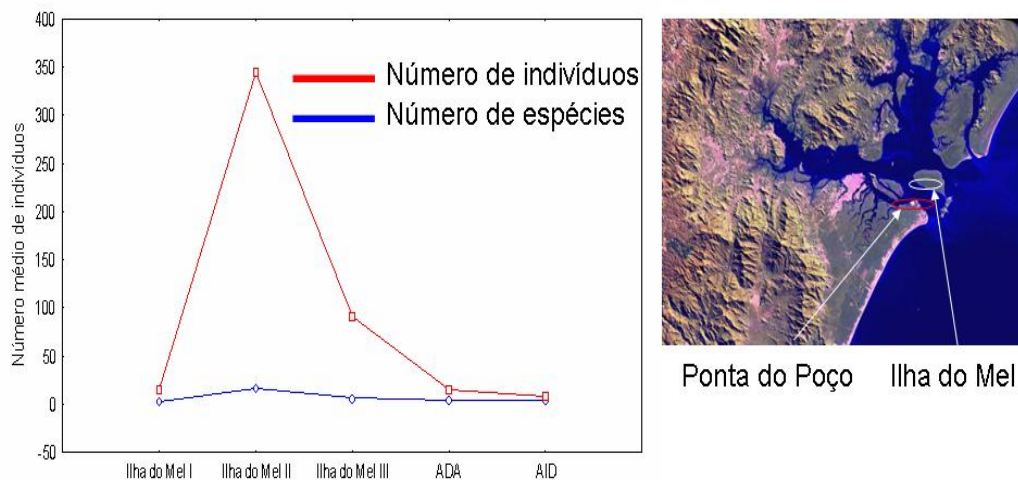 400
350
300
250
200
150
100
50
0
-50
Número médio de indivíduos
Número de indivíduos
Número de espécies
Ilha do Mel I
Ilha do Mel II
Ilha do Mel III
ADA
AID
Ponta do Poço
Ilha do Mel